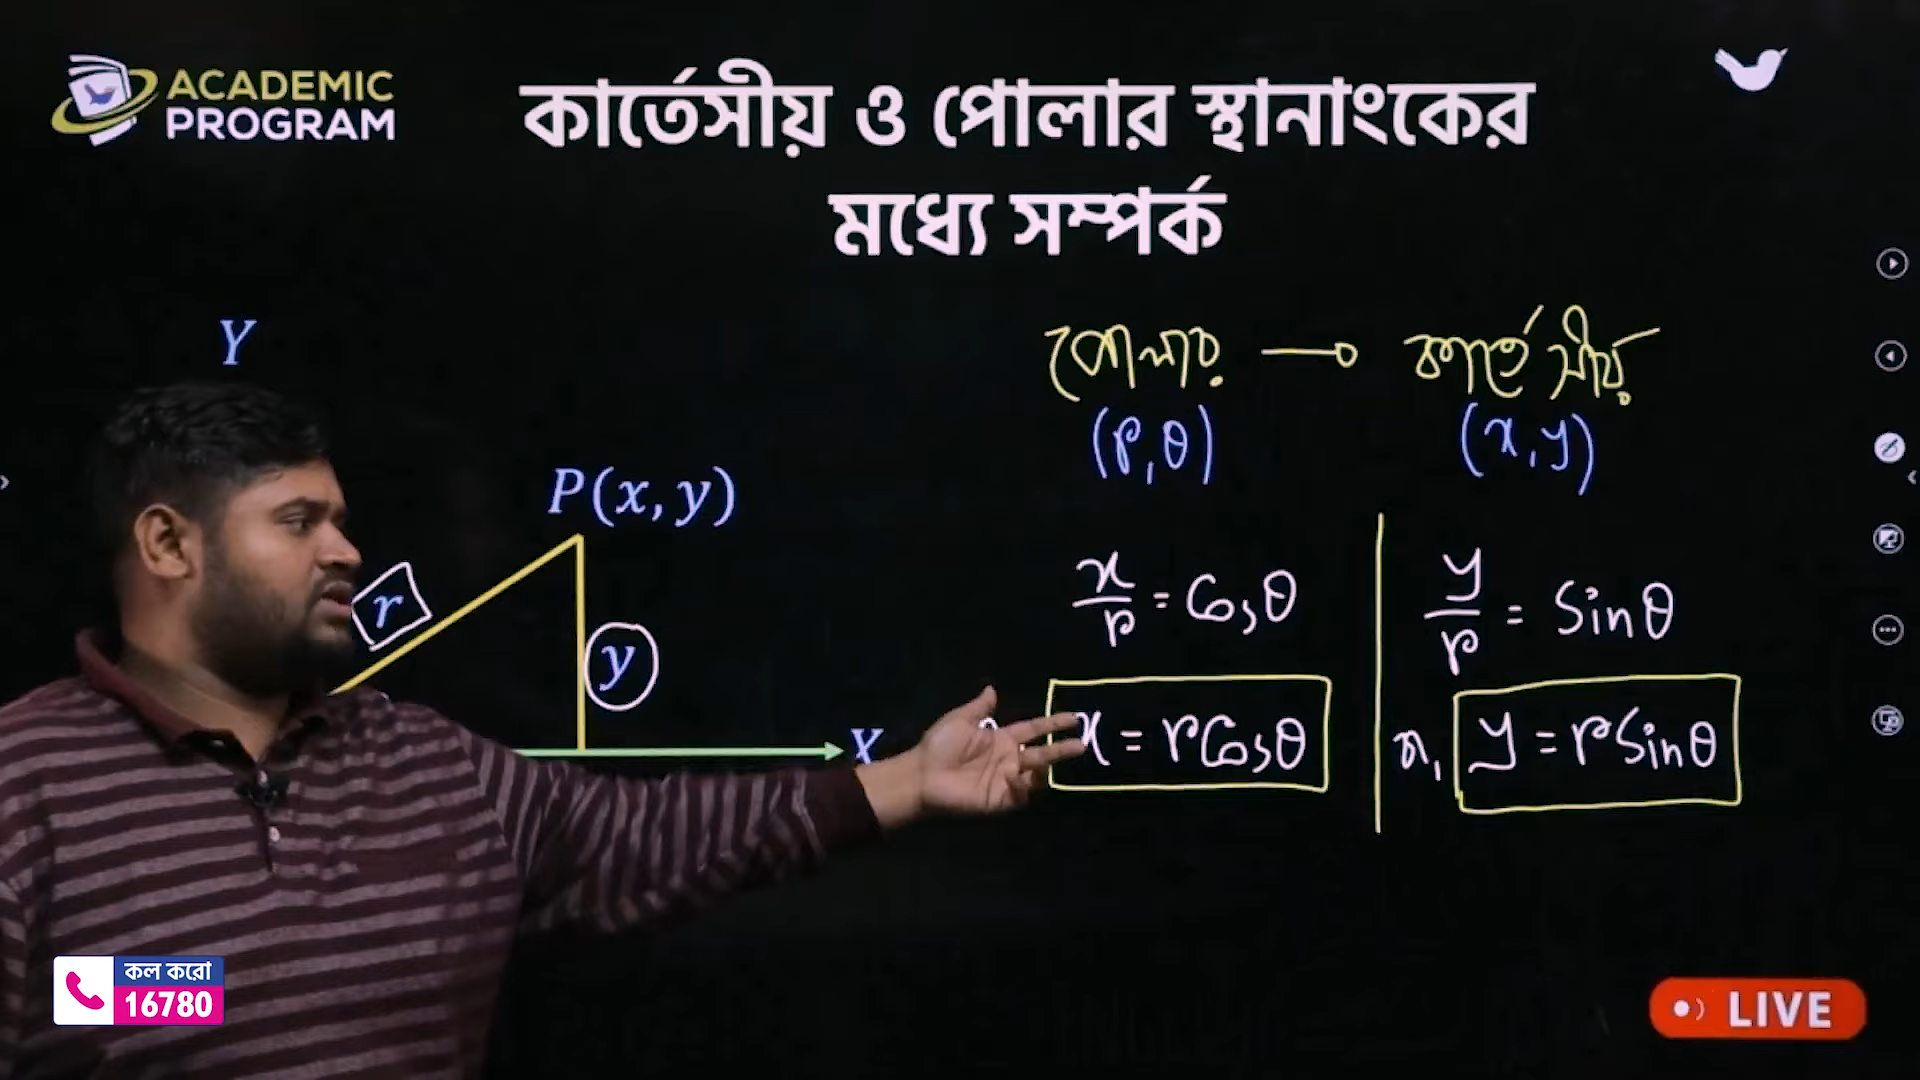 ACADEMIC
PROGRAM
কার্তেসীয় ও পোলার স্থানাংকের
মধ্যে সম্পর্ক
Y
পোলার → কার্তেসীয়
(r, θ) (x, y)
P(x, y)
r
y
X
x/r = Cosθ
y/r = Sinθ
x = rCosθ
বা, y = rSinθ
কল করো
16780
LIVE